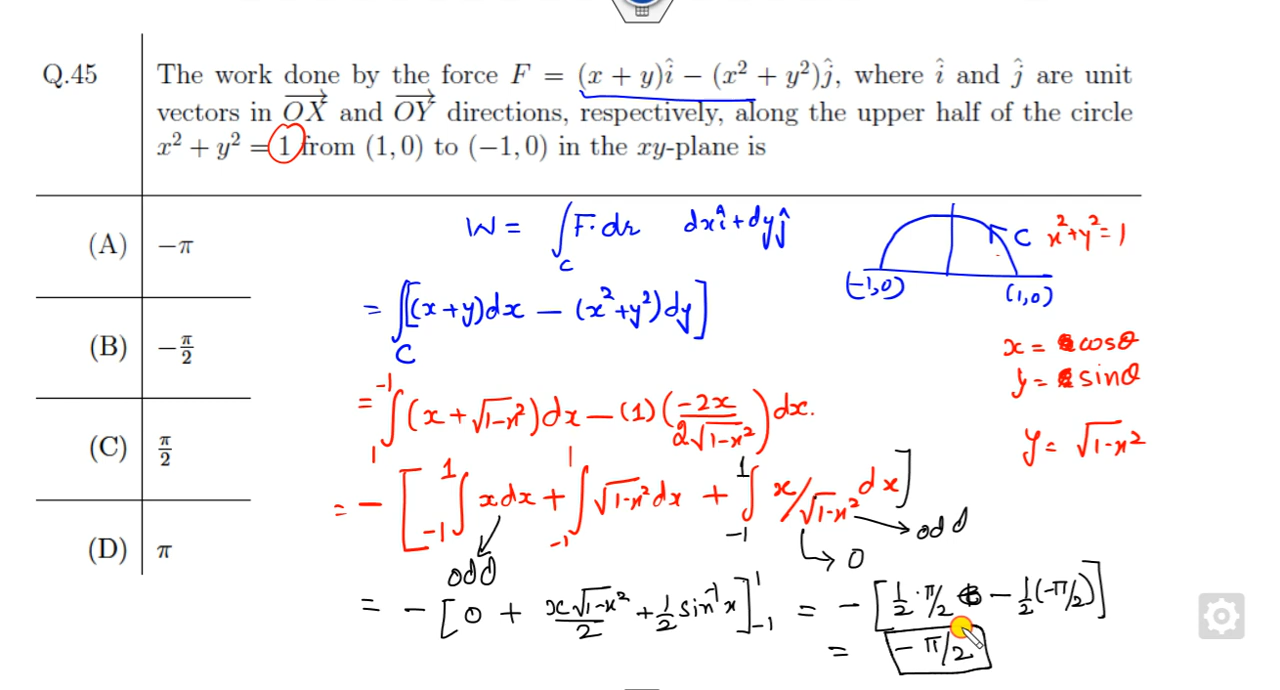 Q.45 The work done by the force F = (x + y)î − (x² + y²)ĵ, where î and ĵ are unit
vectors in OX⃗ and OY⃗ directions, respectively, along the upper half of the circle
x² + y² = 1 from (1, 0) to (−1, 0) in the xy-plane is
(A) −π
(B) −π/2
(C) π/2
(D) π
W = ∫_C F·dr dxî + dyĵ
C x²+y²=1
(-1,0) (1,0)
= ∫_C [(x+y)dx − (x²+y²)dy]
x = cosθ
y = sinθ
y = √1-x²
= ∫_1^-1 (x + √1-x²)dx − (1)(-2x/2√1-x²)dx.
= − [ ∫_-1^1 x dx + ∫_-1^1 √1-x² dx + ∫_-1^1 x/√1-x² dx ]
odd → 0 → odd
= − [0 + x√1-x²/2 + 1/2 sin⁻¹x]_-1^1 = − [1/2 · π/2 − 1/2(-π/2)]
= − π/2